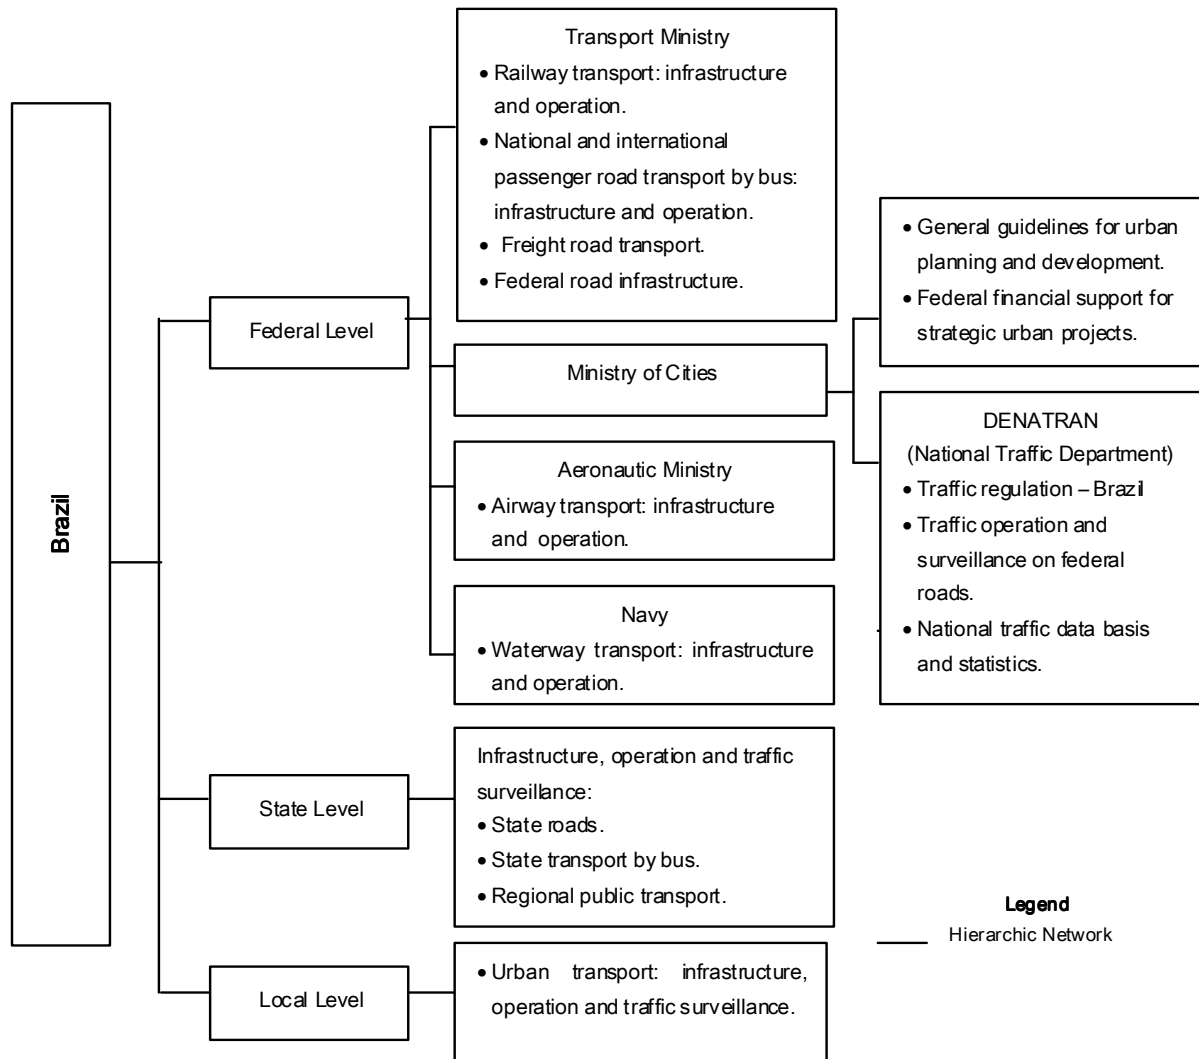 Brazil
Federal Level
Transport Ministry
• Railway transport: infrastructure
and operation.
• National and international
passenger road transport by bus:
infrastructure and operation.
• Freight road transport.
• Federal road infrastructure.
Ministry of Cities
• General guidelines for urban
planning and development.
• Federal financial support for
strategic urban projects.
DENATRAN
(National Traffic Department)
• Traffic regulation – Brazil
• Traffic operation and
surveillance on federal
roads.
• National traffic data basis
and statistics.
Aeronautic Ministry
• Airway transport: infrastructure
and operation.
Navy
• Waterway transport: infrastructure
and operation.
State Level
Infrastructure, operation and traffic
surveillance:
• State roads.
• State transport by bus.
• Regional public transport.
Local Level
• Urban transport: infrastructure,
operation and traffic surveillance.
Legend
Hierarchic Network